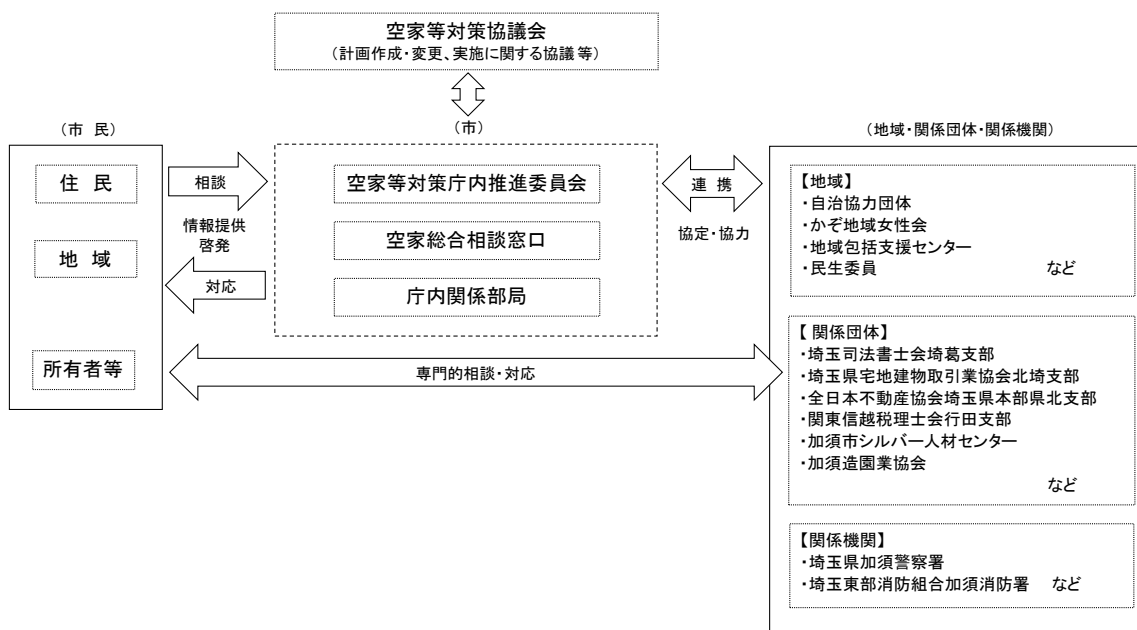 空家等対策協議会
（計画作成・変更、実施に関する協議等）
（市 民）
（市）
（地域・関係団体・関係機関）
住 民
地 域
所有者等
相談
情報提供
啓発
対応
空家等対策庁内推進委員会
空家総合相談窓口
庁内関係部局
連 携
協定・協力
専門的相談・対応
【地域】
・自治協力団体
・かぞ地域女性会
・地域包括支援センター
・民生委員 など
【 関係団体】
・埼玉司法書士会埼葛支部
・埼玉県宅地建物取引業協会北埼支部
・全日本不動産協会埼玉県本部県北支部
・関東信越税理士会行田支部
・加須市シルバー人材センター
・加須造園業協会
など
【関係機関】
・埼玉県加須警察署
・埼玉東部消防組合加須消防署 など